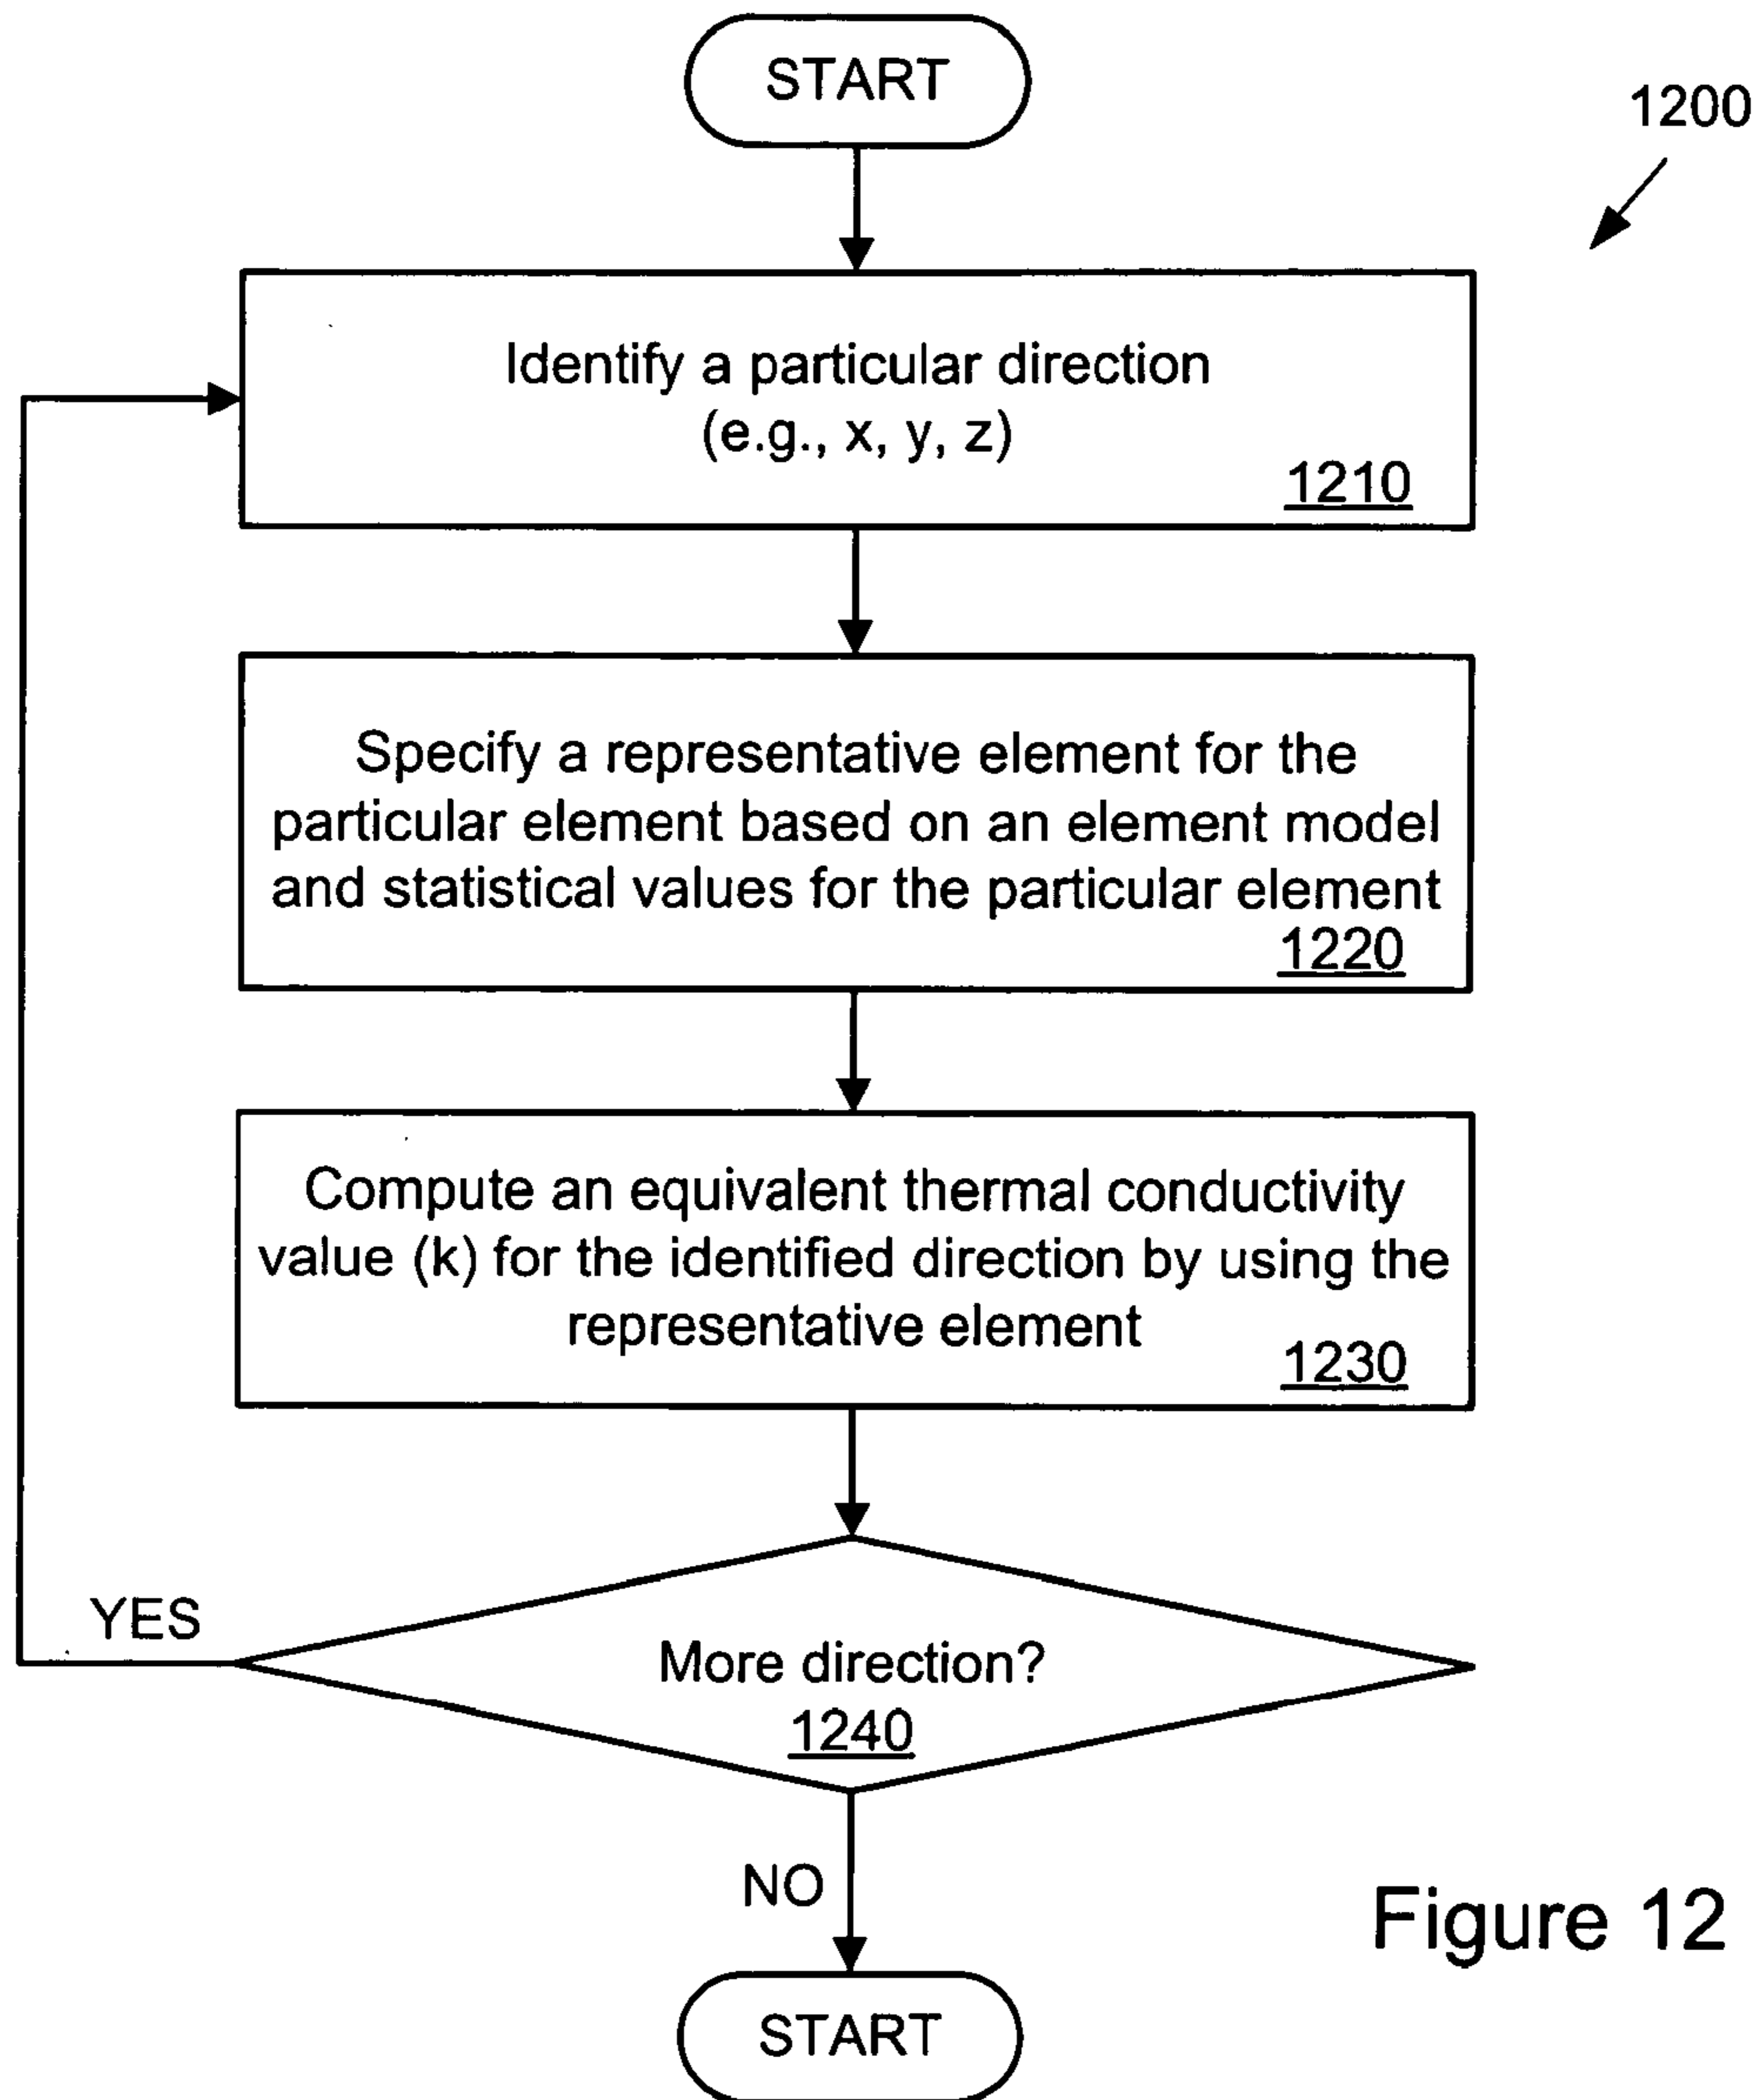 START
1200
Identify a particular direction
(e.g., x, y, z)
1210
Specify a representative element for the
particular element based on an element model
and statistical values for the particular element
1220
Compute an equivalent thermal conductivity
value (k) for the identified direction by using the
representative element
1230
YES
More direction?
1240
NO
Figure 12
START